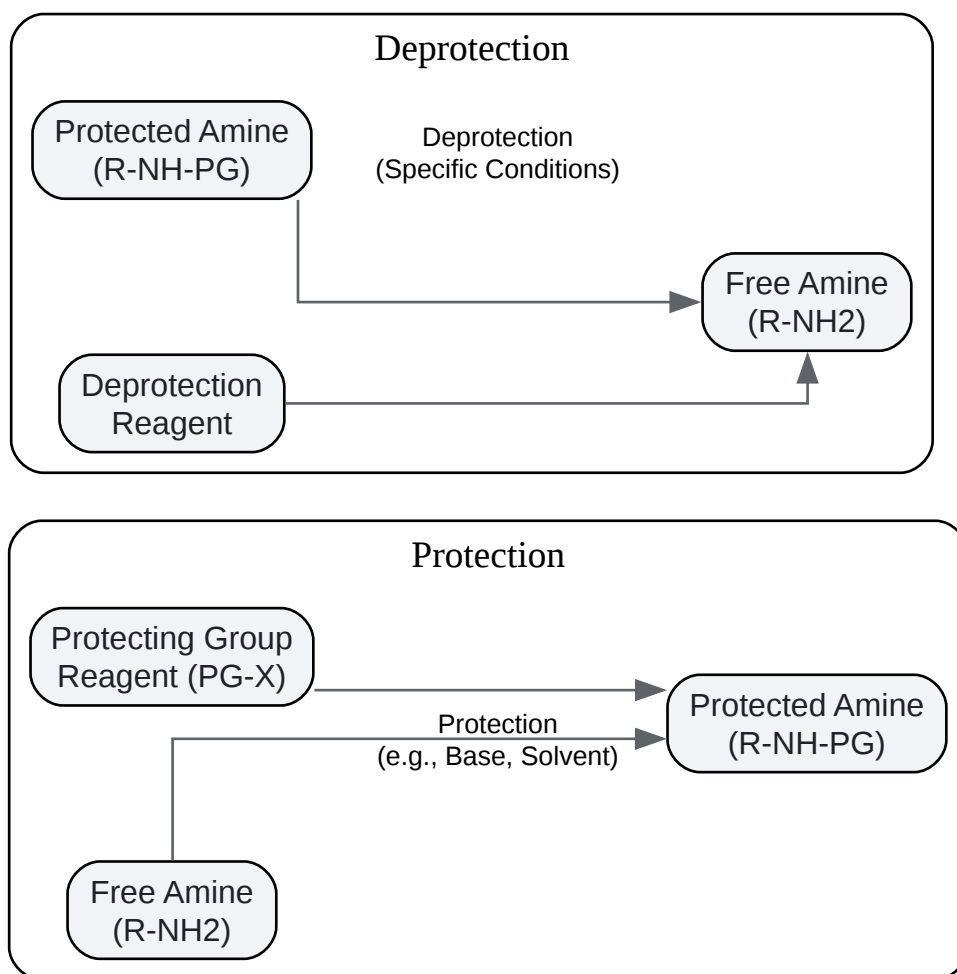 Deprotection
Protected Amine
(R-NH-PG)
Deprotection
(Specific Conditions)
Free Amine
(R-NH2)
Deprotection
Reagent
Protection
Protecting Group
Reagent (PG-X)
Protected Amine
(R-NH-PG)
Protection
(e.g., Base, Solvent)
Free Amine
(R-NH2)